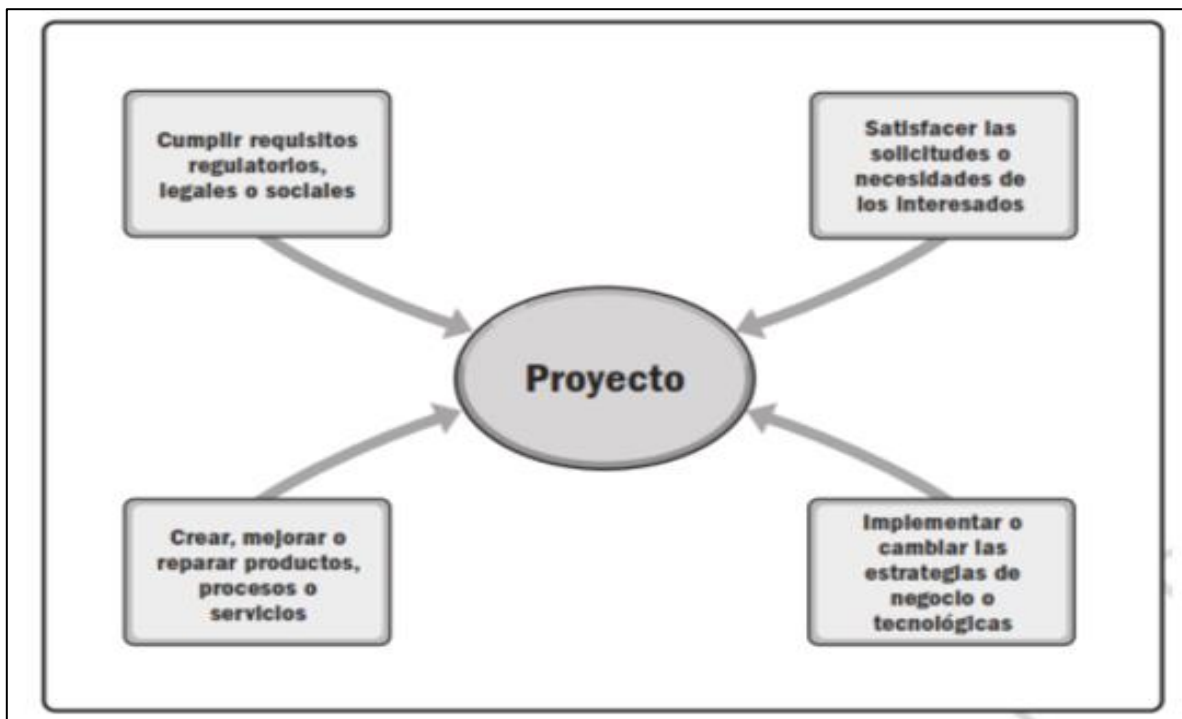 Cumplir requisitos
regulatorios,
legales o sociales
Satisfacer las
solicitudes o
necesidades de
los interesados
Proyecto
Crear, mejorar o
reparar productos,
procesos o
servicios
Implementar o
cambiar las
estrategias de
negocio o
tecnológicas